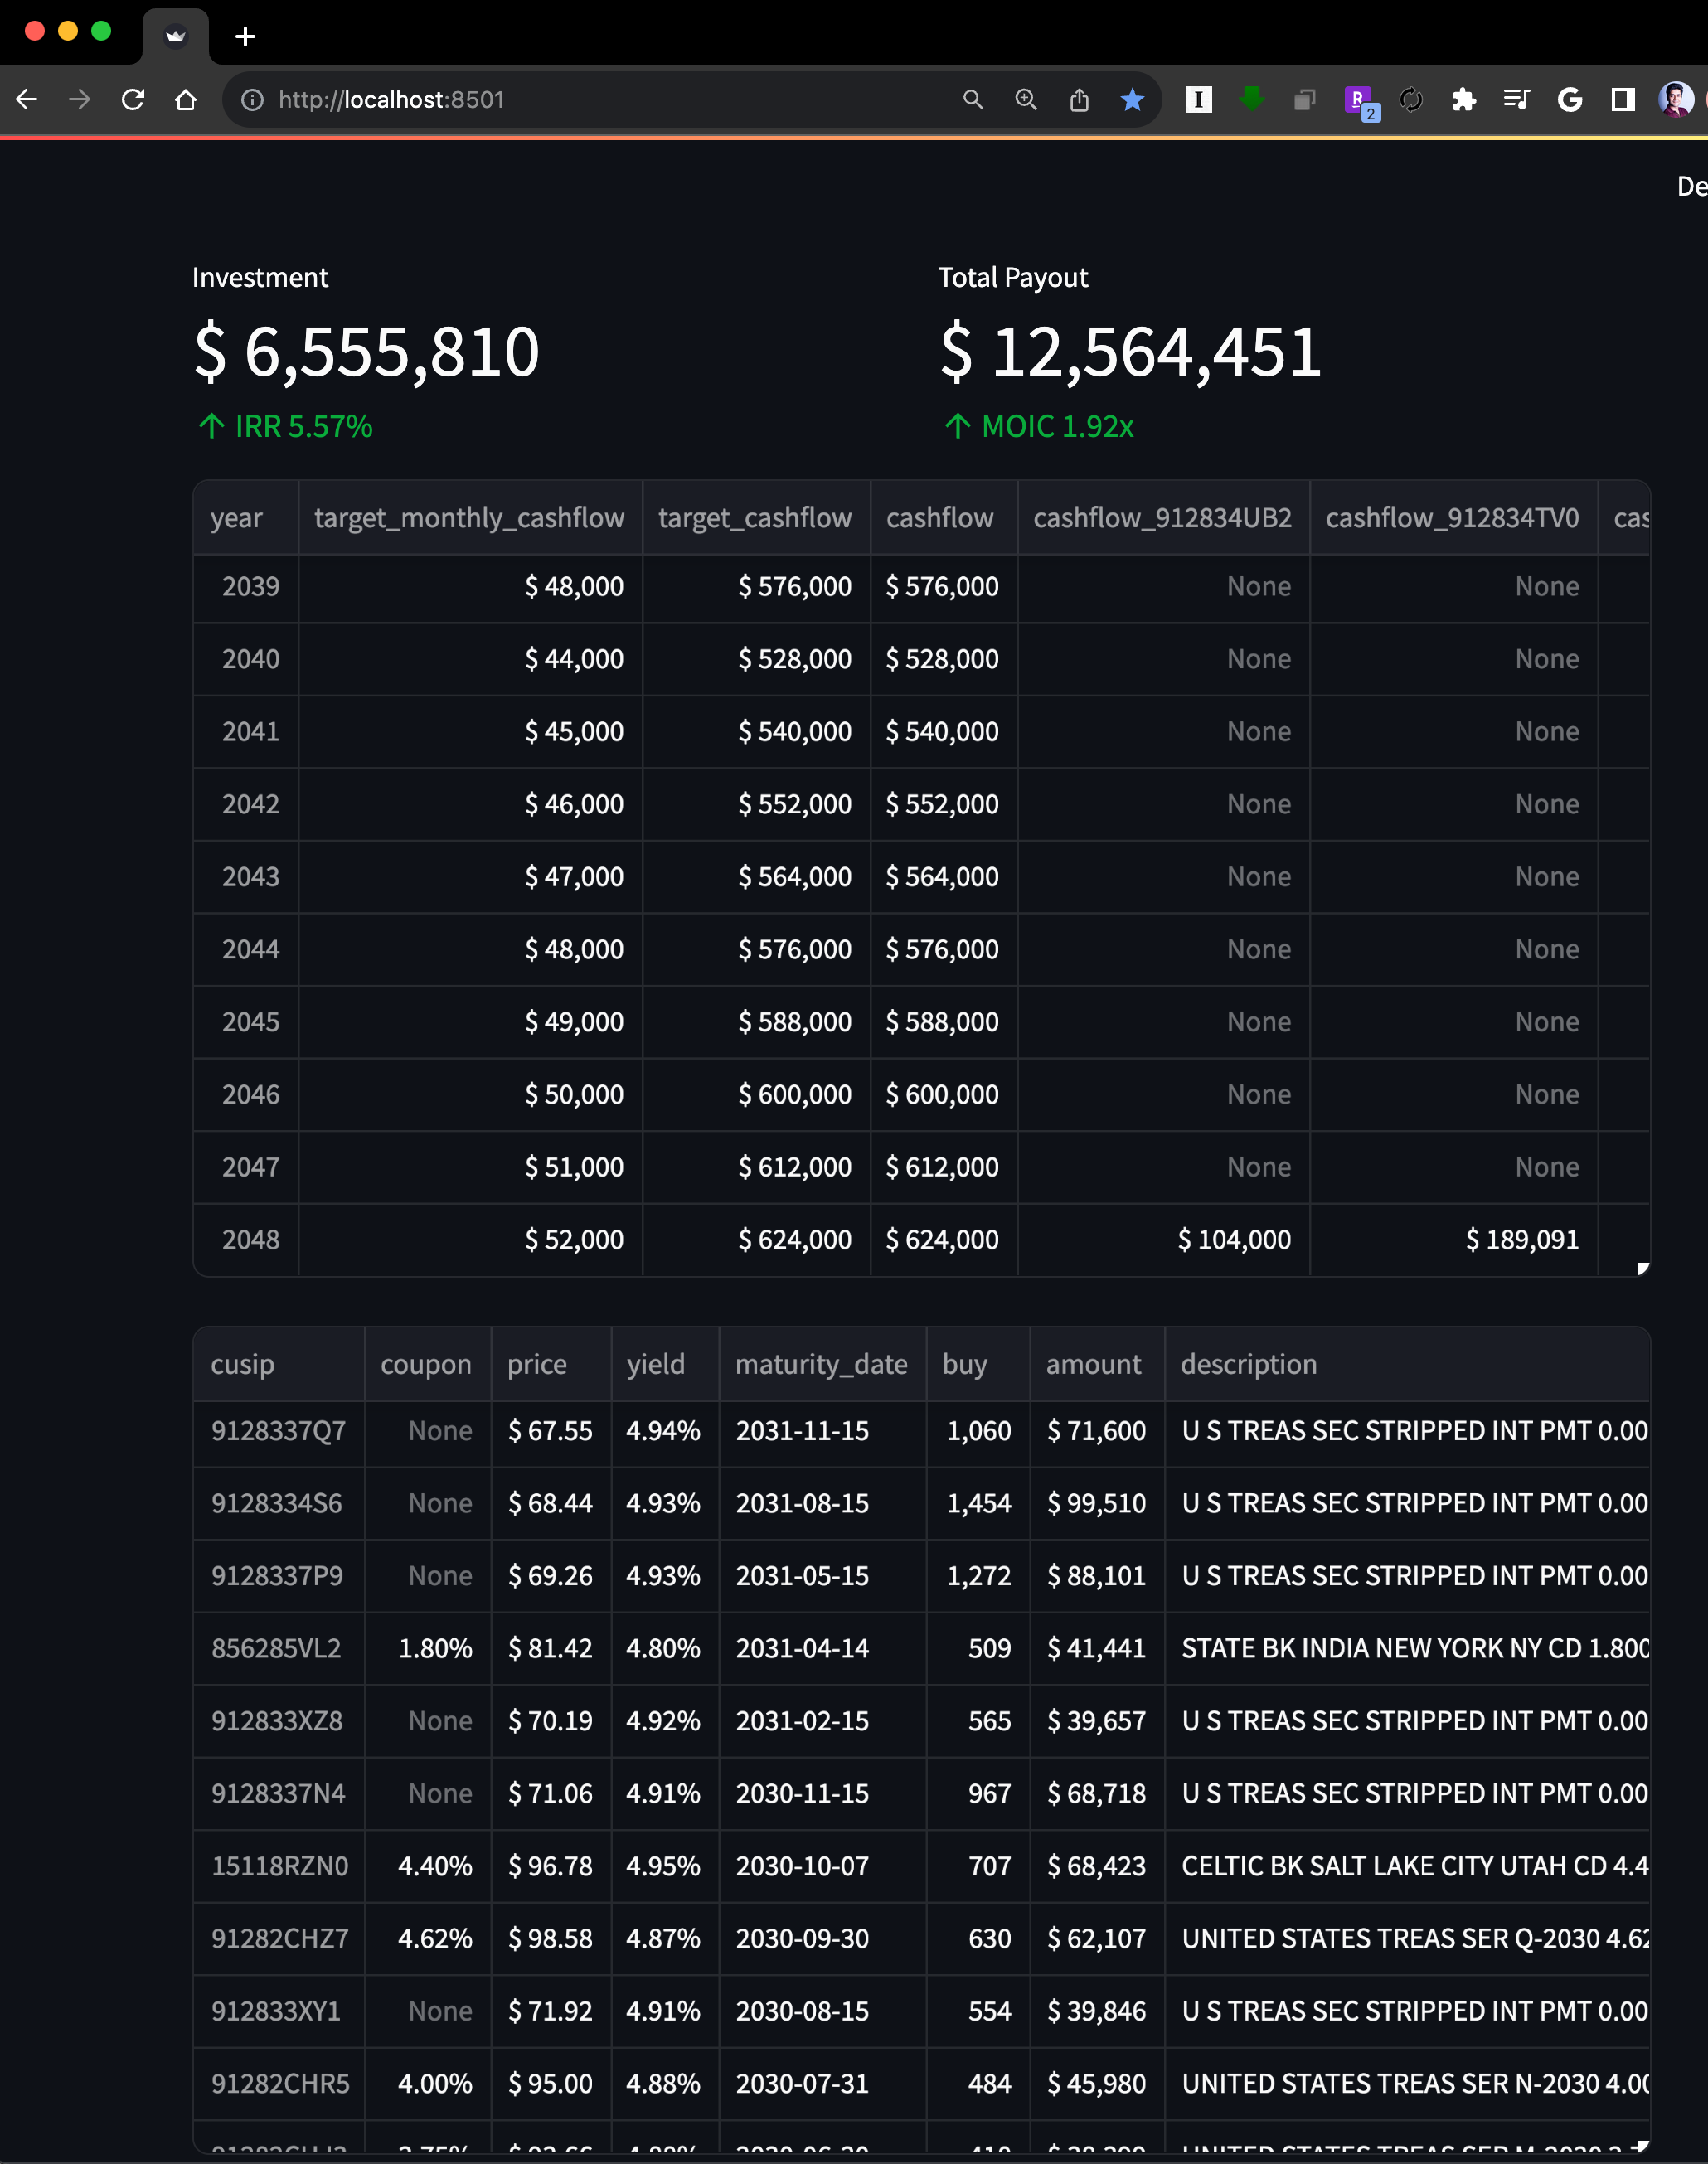 http://localhost:8501
2
De
Investment Total Payout
$ 6,555,810 $ 12,564,451
↑ IRR 5.57% ↑ MOIC 1.92x
year target_monthly_cashflow target_cashflow cashflow cashflow_912834UB2 cashflow_912834TV0 cas
2039 $ 48,000 $ 576,000 $ 576,000 None None
2040 $ 44,000 $ 528,000 $ 528,000 None None
2041 $ 45,000 $ 540,000 $ 540,000 None None
2042 $ 46,000 $ 552,000 $ 552,000 None None
2043 $ 47,000 $ 564,000 $ 564,000 None None
2044 $ 48,000 $ 576,000 $ 576,000 None None
2045 $ 49,000 $ 588,000 $ 588,000 None None
2046 $ 50,000 $ 600,000 $ 600,000 None None
2047 $ 51,000 $ 612,000 $ 612,000 None None
2048 $ 52,000 $ 624,000 $ 624,000 $ 104,000 $ 189,091
cusip coupon price yield maturity_date buy amount description
9128337Q7 None $ 67.55 4.94% 2031-11-15 1,060 $ 71,600 U S TREAS SEC STRIPPED INT PMT 0.00
9128334S6 None $ 68.44 4.93% 2031-08-15 1,454 $ 99,510 U S TREAS SEC STRIPPED INT PMT 0.00
9128337P9 None $ 69.26 4.93% 2031-05-15 1,272 $ 88,101 U S TREAS SEC STRIPPED INT PMT 0.00
856285VL2 1.80% $ 81.42 4.80% 2031-04-14 509 $ 41,441 STATE BK INDIA NEW YORK NY CD 1.800
912833XZ8 None $ 70.19 4.92% 2031-02-15 565 $ 39,657 U S TREAS SEC STRIPPED INT PMT 0.00
9128337N4 None $ 71.06 4.91% 2030-11-15 967 $ 68,718 U S TREAS SEC STRIPPED INT PMT 0.00
15118RZN0 4.40% $ 96.78 4.95% 2030-10-07 707 $ 68,423 CELTIC BK SALT LAKE CITY UTAH CD 4.4
91282CHZ7 4.62% $ 98.58 4.87% 2030-09-30 630 $ 62,107 UNITED STATES TREAS SER Q-2030 4.62
912833XY1 None $ 71.92 4.91% 2030-08-15 554 $ 39,846 U S TREAS SEC STRIPPED INT PMT 0.00
91282CHR5 4.00% $ 95.00 4.88% 2030-07-31 484 $ 45,980 UNITED STATES TREAS SER N-2030 4.00